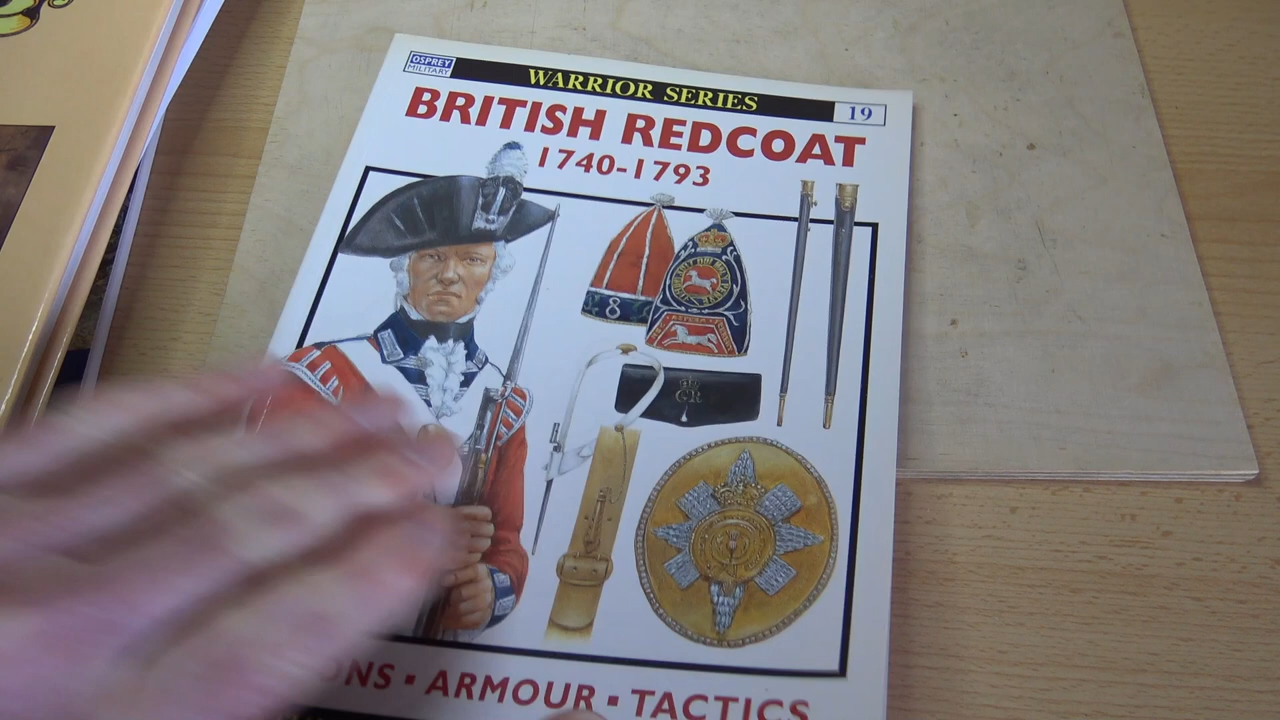 OSPREY
MILITARY
WARRIOR SERIES
19
BRITISH REDCOAT
1740-1793
8
GR
ONS ▪ ARMOUR ▪ TACTICS